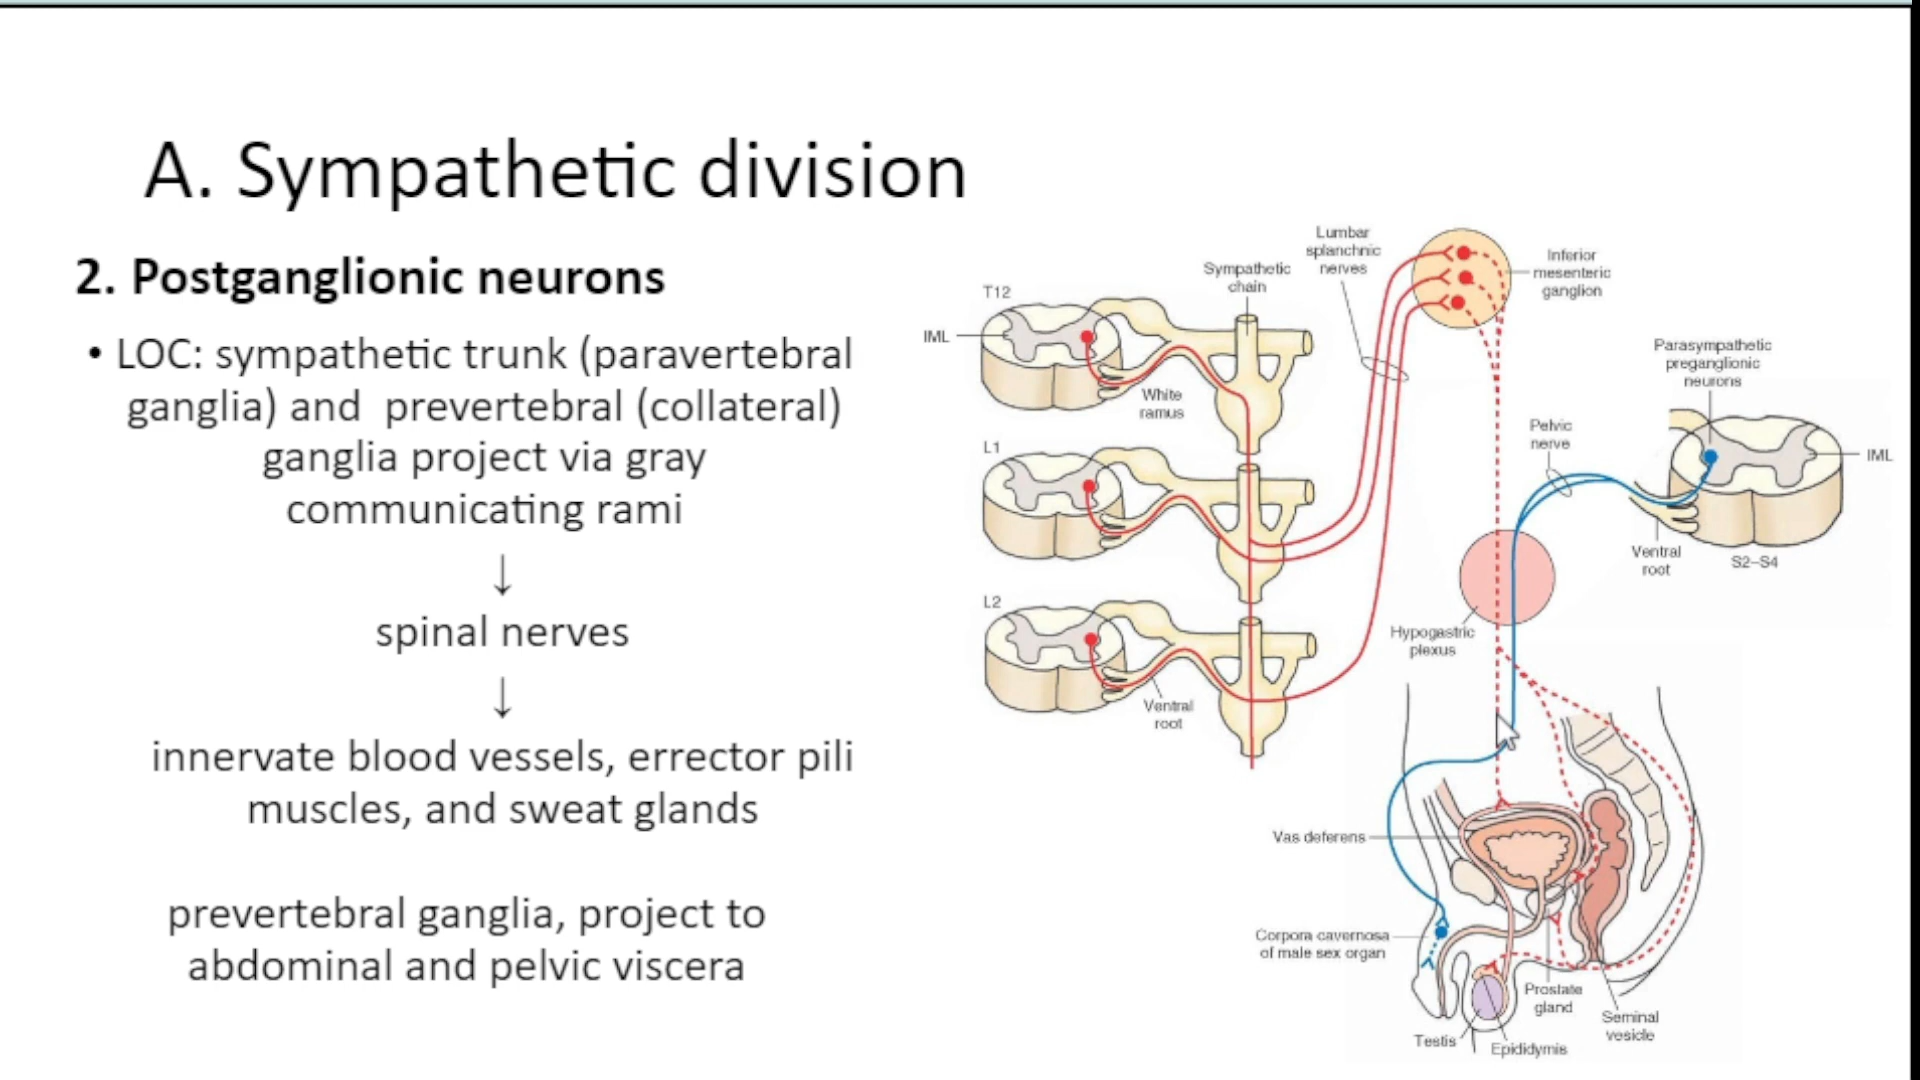 A. Sympathetic division
2. Postganglionic neurons
• LOC: sympathetic trunk (paravertebral
ganglia) and prevertebral (collateral)
ganglia project via gray
communicating rami
↓
spinal nerves
↓
innervate blood vessels, errector pili
muscles, and sweat glands
prevertebral ganglia, project to
abdominal and pelvic viscera
Lumbar
splanchnic
nerves
Sympathetic
chain
Inferior
mesenteric
ganglion
T12
IML
White
ramus
Parasympathetic
preganglionic
neurons
L1
Pelvic
nerve
IML
Ventral
root
S2–S4
L2
Hypogastric
plexus
Ventral
root
Vas deferens
Corpora cavernosa
of male sex organ
Prostate
gland
Seminal
vesicle
Testis
Epididymis